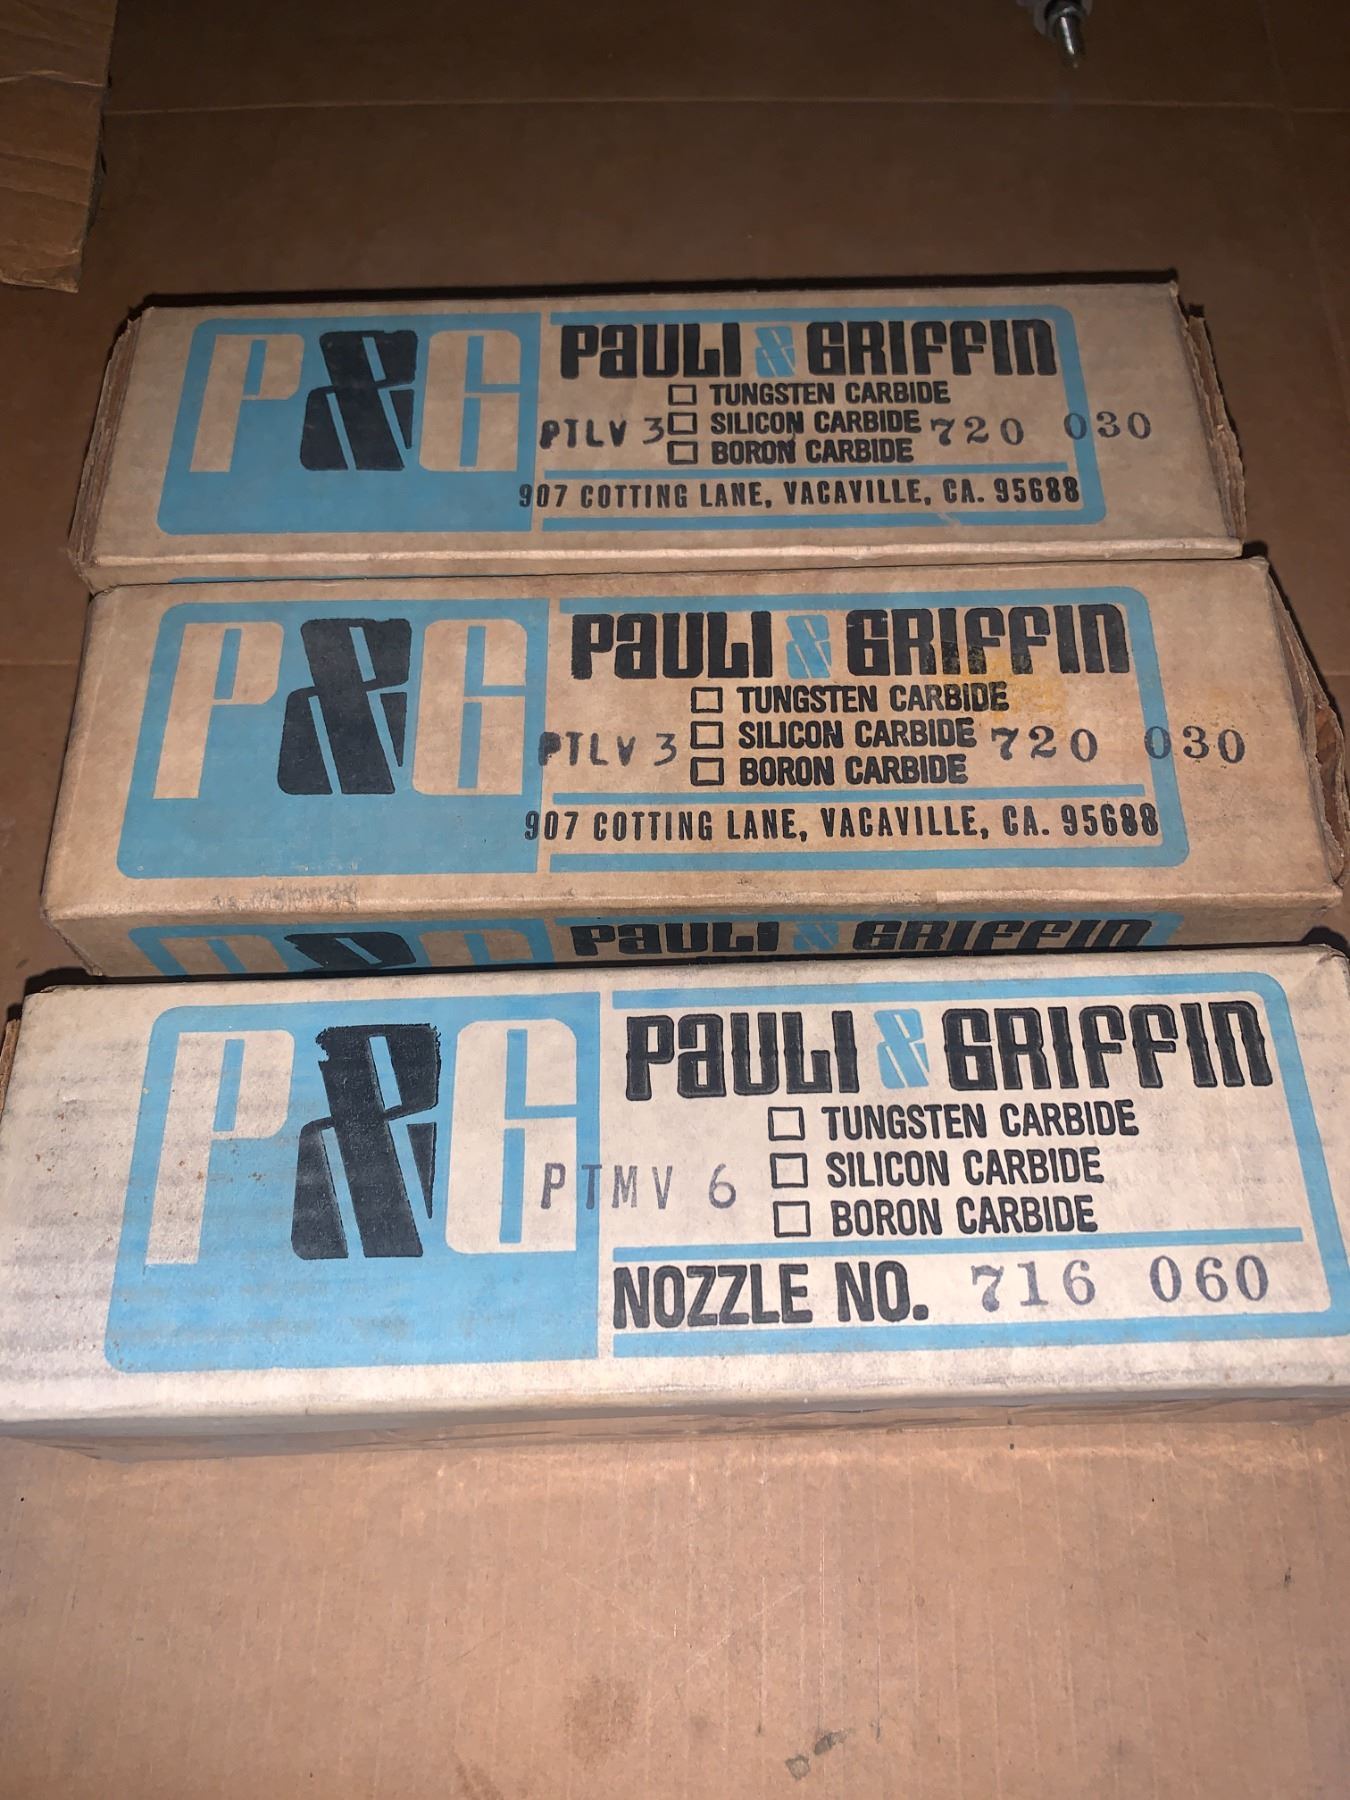 P&G PAULI & GRIFFIN
TUNGSTEN CARBIDE
PTLV 3 SILICON CARBIDE 720 030
BORON CARBIDE
907 COTTING LANE, VACAVILLE, CA. 95688
P&G PAULI & GRIFFIN
TUNGSTEN CARBIDE
PTLV 3 SILICON CARBIDE 720 030
BORON CARBIDE
907 COTTING LANE, VACAVILLE, CA. 95688
P&G PAULI & GRIFFIN
P&G PAULI & GRIFFIN
TUNGSTEN CARBIDE
PTMV 6 SILICON CARBIDE
BORON CARBIDE
NOZZLE NO. 716 060